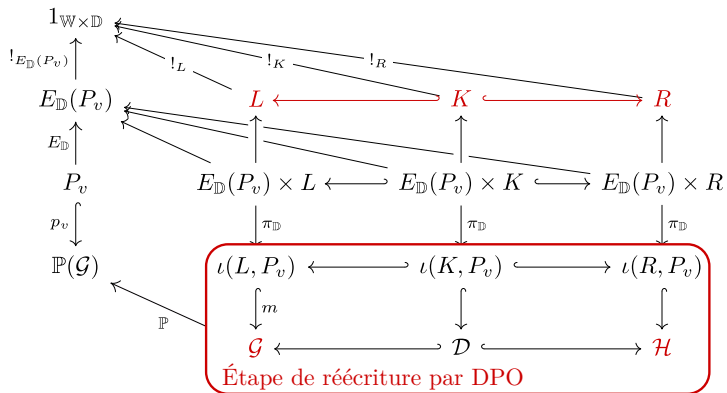 1_{𝕎×𝔻}
!_{E_𝔻(P_v)} !_L !_K !_R
E_𝔻(P_v) L K R
E_𝔻
P_v E_𝔻(P_v) × L E_𝔻(P_v) × K E_𝔻(P_v) × R
p_v π_𝔻 π_𝔻 π_𝔻
ℙ(𝒢) ι(L, P_v) ι(K, P_v) ι(R, P_v)
ℙ m
𝒢 𝒟 ℋ
Étape de réécriture par DPO